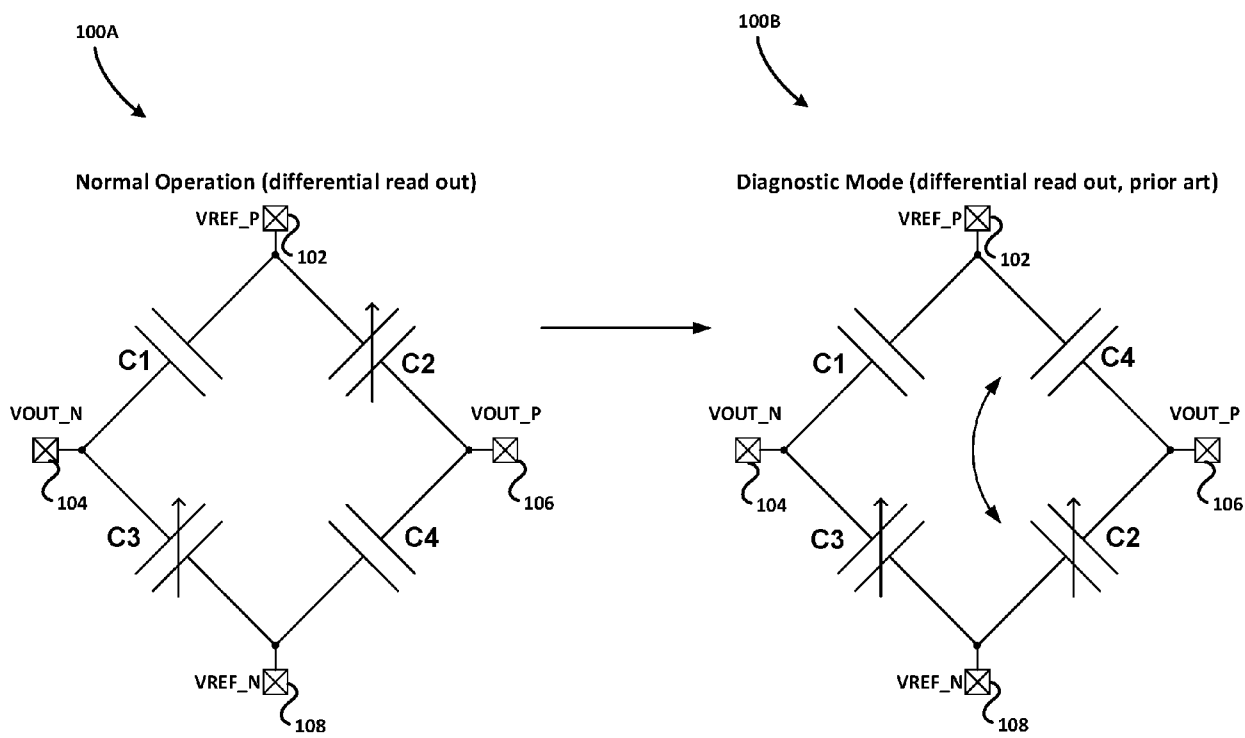 100A
100B
Normal Operation (differential read out)
Diagnostic Mode (differential read out, prior art)
VREF_P
102
VREF_P
102
C1
C2
C1
C4
VOUT_N
VOUT_P
VOUT_N
VOUT_P
104
106
104
106
C3
C4
C3
C2
VREF_N
108
VREF_N
108